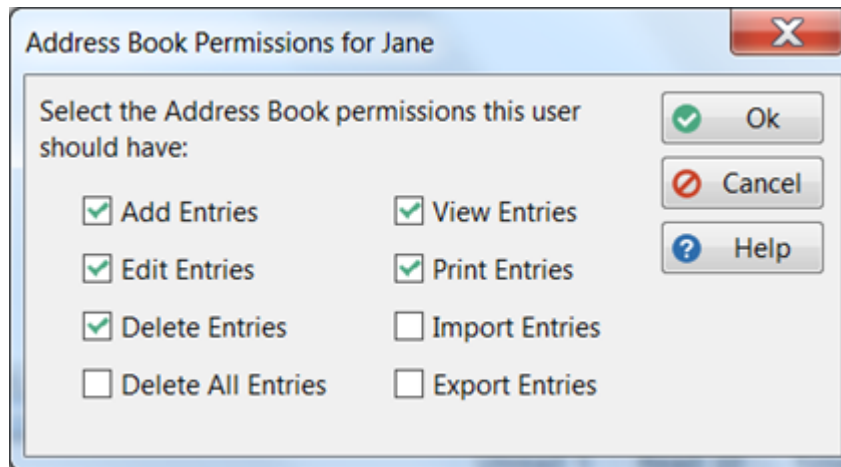 Address Book Permissions for Jane
Select the Address Book permissions this user
should have:
Add Entries
Edit Entries
Delete Entries
Delete All Entries
View Entries
Print Entries
Import Entries
Export Entries
Ok
Cancel
Help